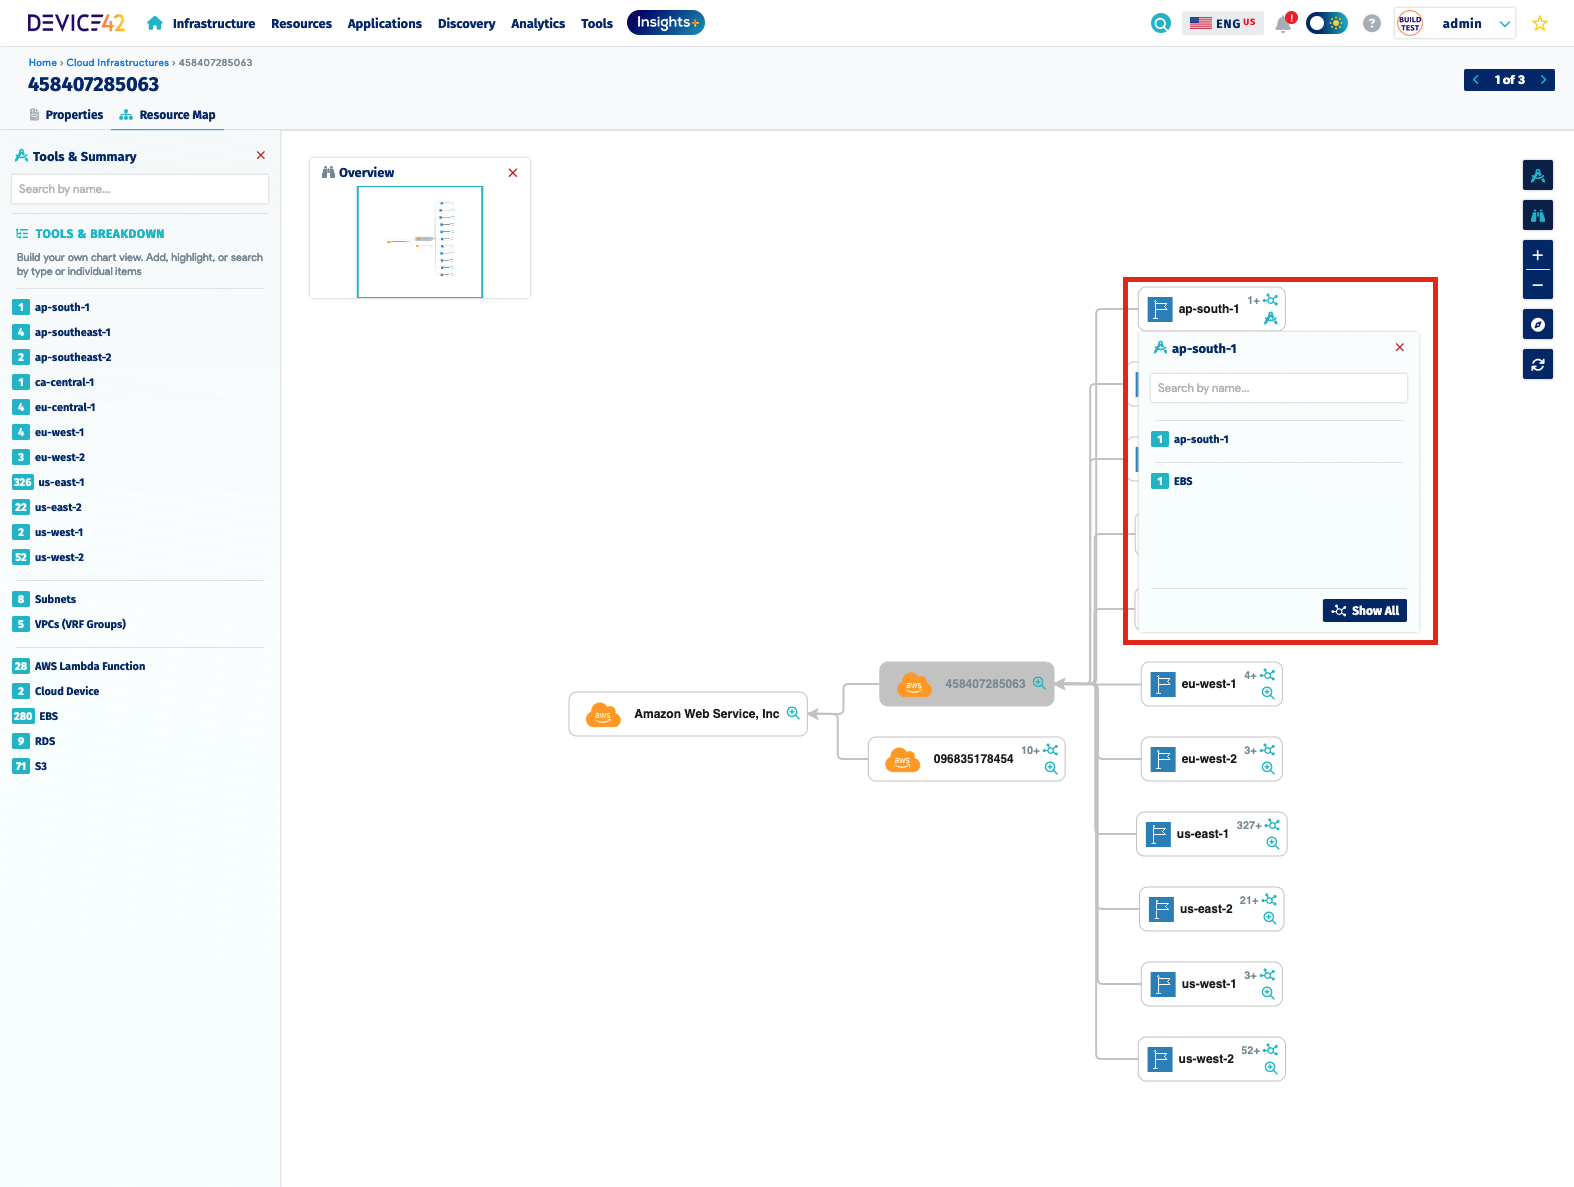 DEVICE42
Infrastructure
Resources
Applications
Discovery
Analytics
Tools
Insights+
ENG US
!
?
BUILD TEST
admin
Home › Cloud Infrastructures › 458407285063
458407285063
1 of 3
Properties
Resource Map
Tools & Summary
Search by name...
TOOLS & BREAKDOWN
Build your own chart view. Add, highlight, or search
by type or individual items
1 ap-south-1
4 ap-southeast-1
2 ap-southeast-2
1 ca-central-1
4 eu-central-1
4 eu-west-1
3 eu-west-2
326 us-east-1
22 us-east-2
2 us-west-1
52 us-west-2
8 Subnets
5 VPCs (VRF Groups)
28 AWS Lambda Function
2 Cloud Device
280 EBS
9 RDS
71 S3
Overview
aws Amazon Web Service, Inc
aws 458407285063
aws 096835178454 10+
ap-south-1 1+
ap-south-1
Search by name...
1 ap-south-1
1 EBS
Show All
eu-west-1 4+
eu-west-2 3+
us-east-1 327+
us-east-2 21+
us-west-1 3+
us-west-2 52+